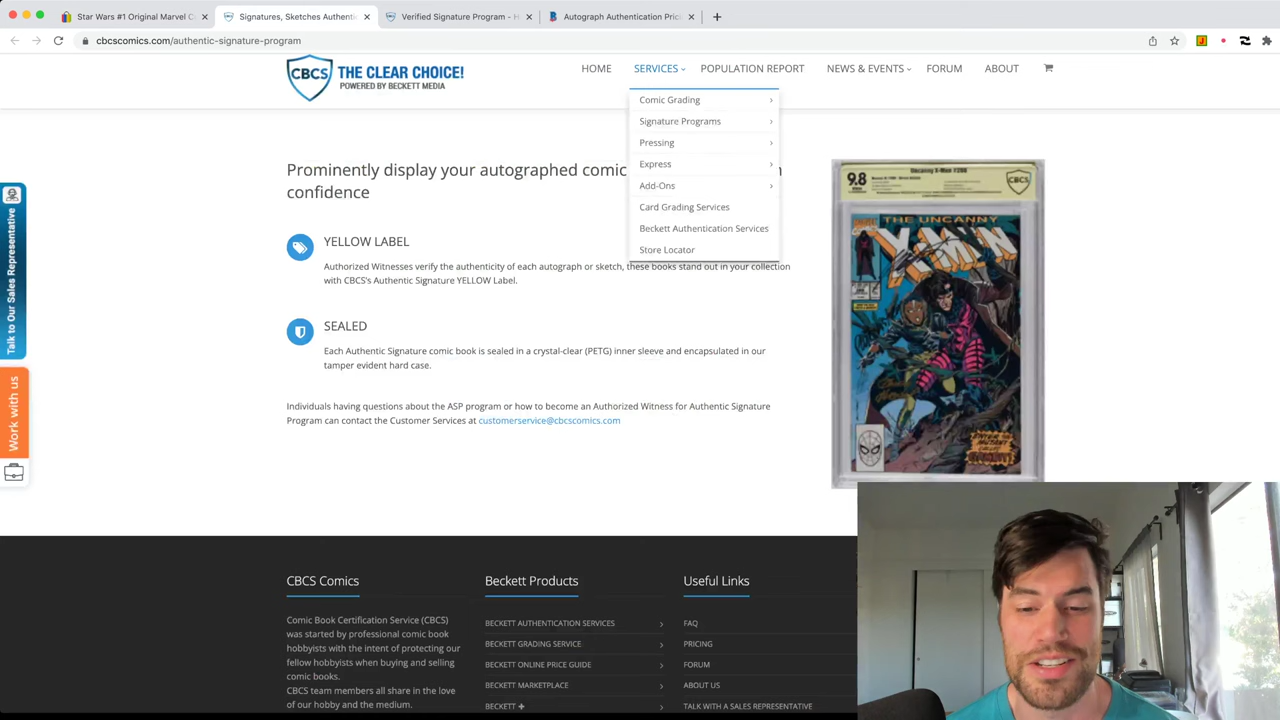 Star Wars #1 Original Marvel C
Signatures, Sketches Authenti
Verified Signature Program - H
Autograph Authentication Pric
cbcscomics.com/authentic-signature-program
CBCS
THE CLEAR CHOICE!
POWERED BY BECKETT MEDIA
HOME
SERVICES
POPULATION REPORT
NEWS & EVENTS
FORUM
ABOUT
Comic Grading
Signature Programs
Pressing
Express
Add-Ons
Card Grading Services
Beckett Authentication Services
Store Locator
Prominently display your autographed comic
confidence
YELLOW LABEL
Authorized Witnesses verify the authenticity of each autograph or sketch, these books stand out in your collection
with CBCS's Authentic Signature YELLOW Label.
SEALED
Each Authentic Signature comic book is sealed in a crystal-clear (PETG) inner sleeve and encapsulated in our
tamper evident hard case.
Individuals having questions about the ASP program or how to become an Authorized Witness for Authentic Signature
Program can contact the Customer Services at customerservice@cbcscomics.com
9.8
CBCS
THE UNCANNY
X-MEN
Talk to Our Sales Representative
Work with us
CBCS Comics
Comic Book Certification Service (CBCS)
was started by professional comic book
hobbyists with the intent of protecting our
fellow hobbyists when buying and selling
comic books.
CBCS team members all share in the love
of our hobby and the medium.
Beckett Products
BECKETT AUTHENTICATION SERVICES
BECKETT GRADING SERVICE
BECKETT ONLINE PRICE GUIDE
BECKETT MARKETPLACE
BECKETT +
Useful Links
FAQ
PRICING
FORUM
ABOUT US
TALK WITH A SALES REPRESENTATIVE